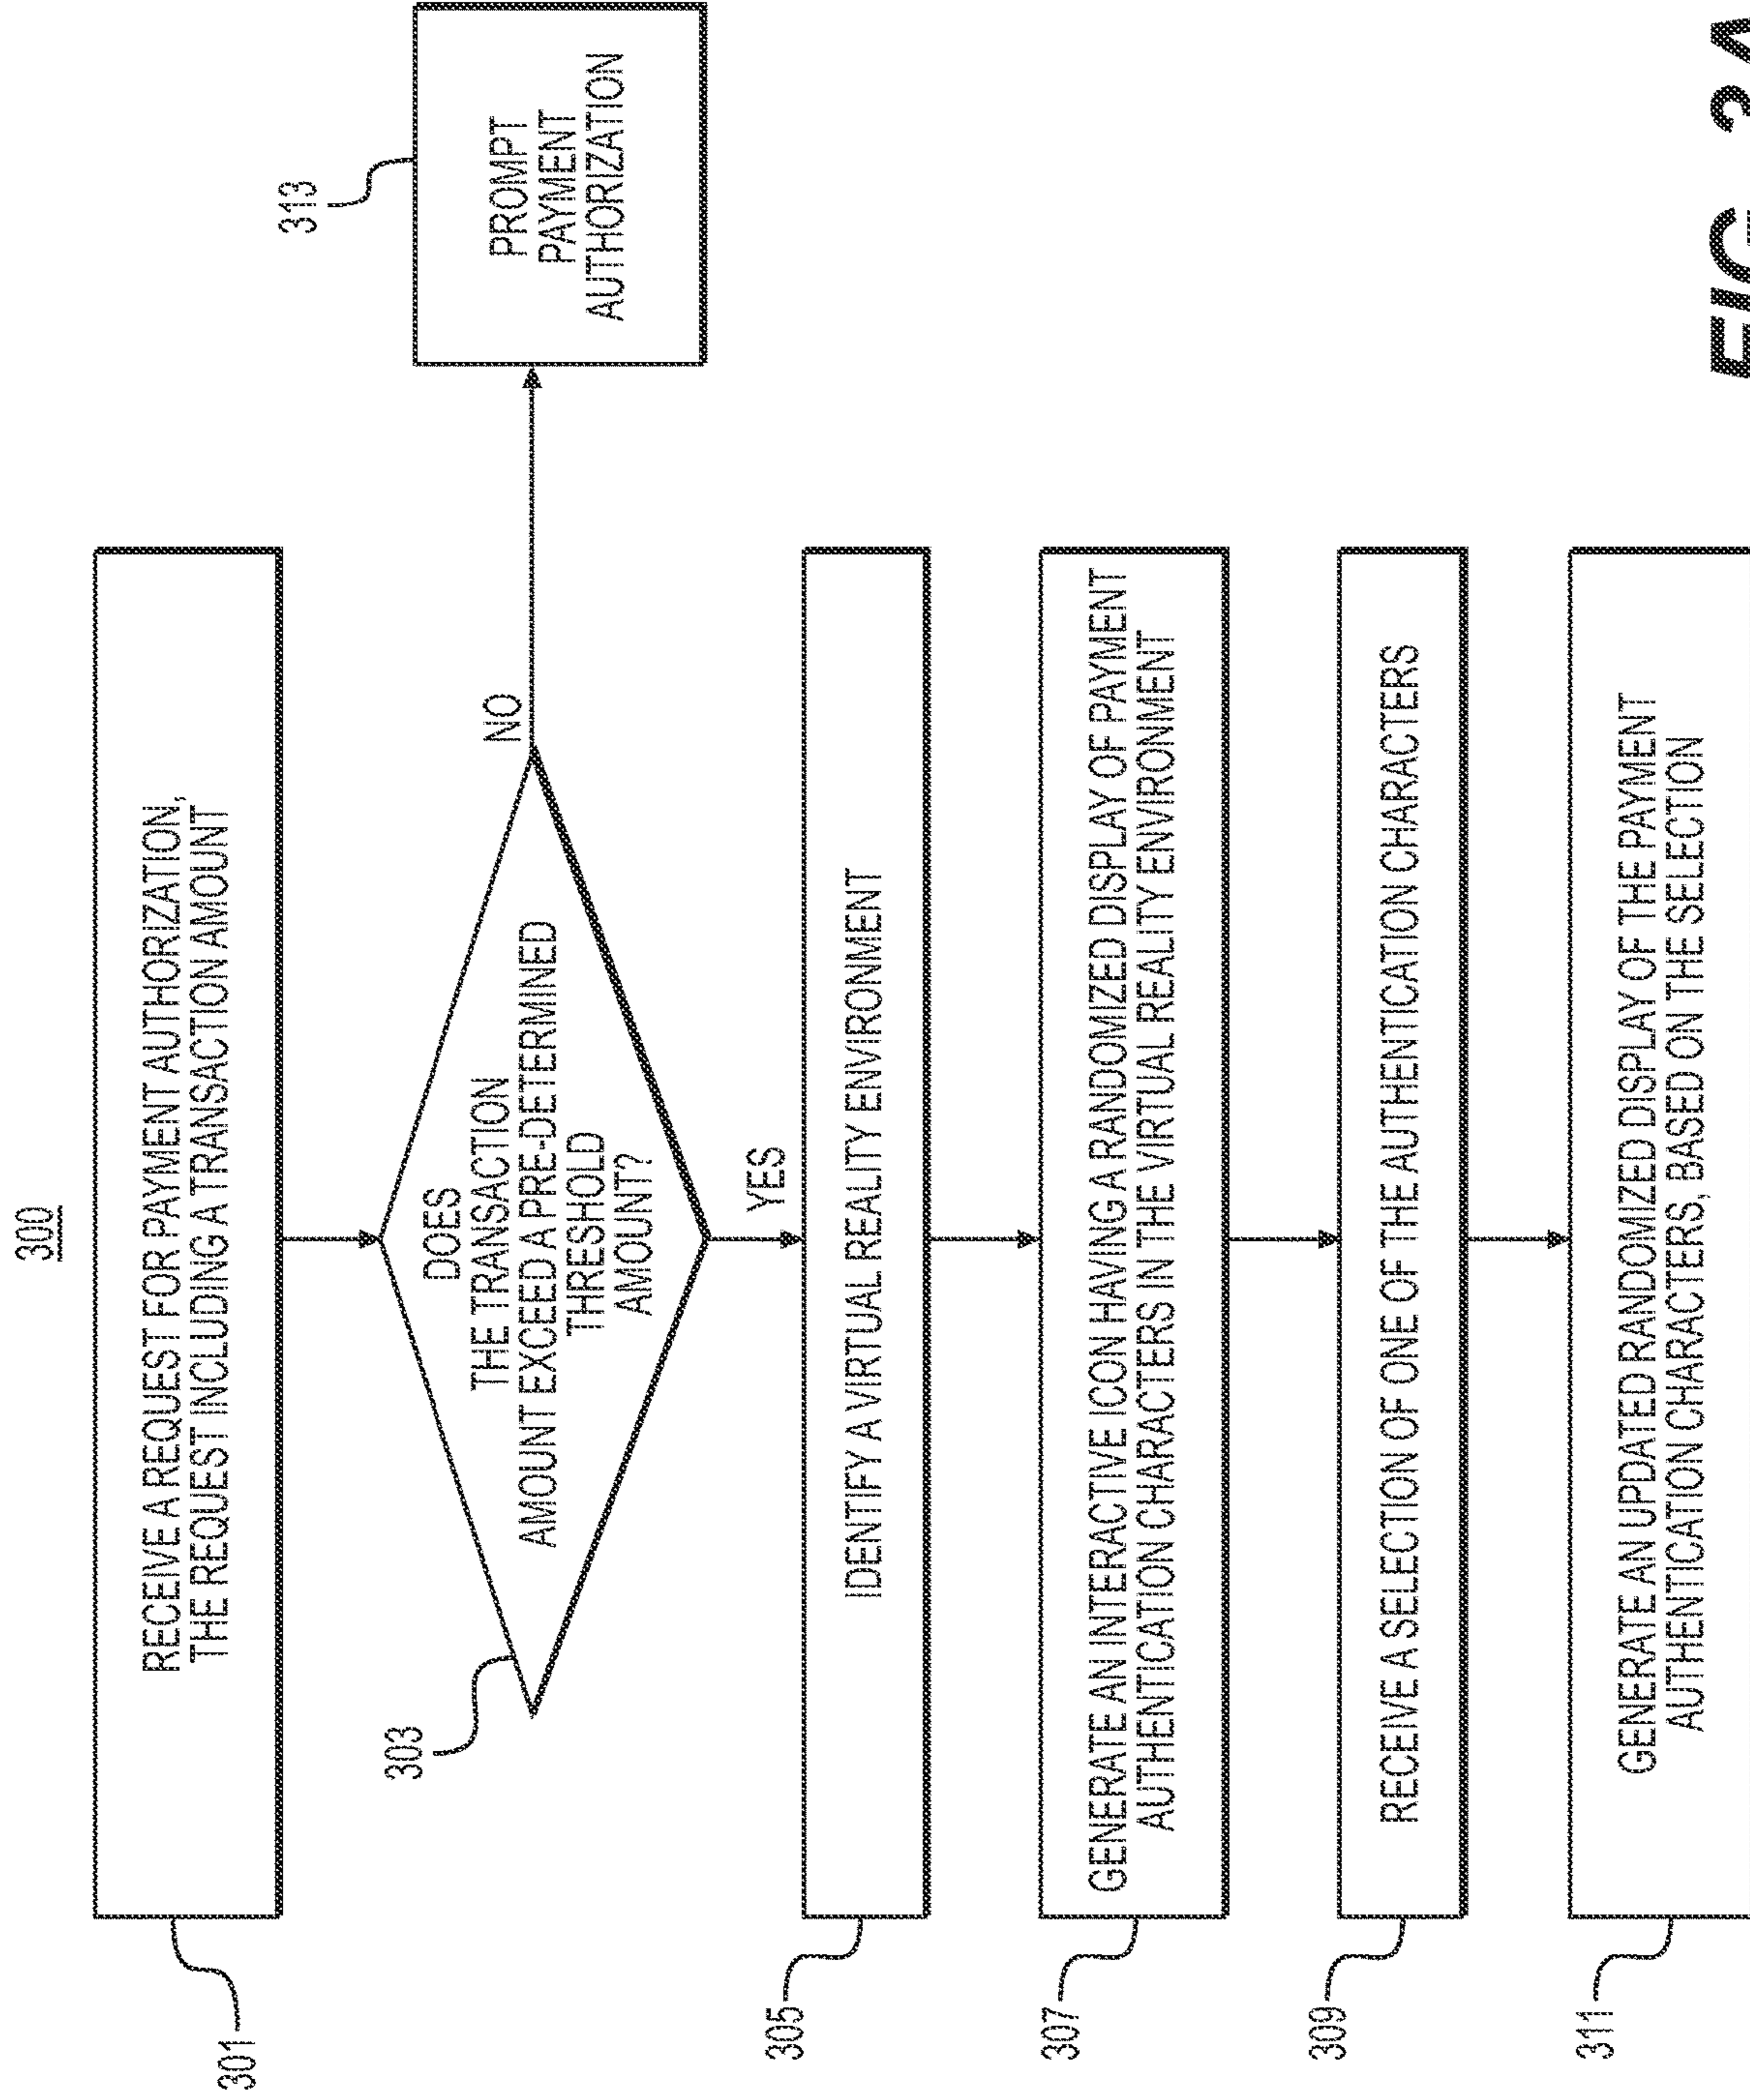 300
301
RECEIVE A REQUEST FOR PAYMENT AUTHORIZATION,
THE REQUEST INCLUDING A TRANSACTION AMOUNT
303
DOES
THE TRANSACTION
AMOUNT EXCEED A PRE-DETERMINED
THRESHOLD
AMOUNT?
NO
313
PROMPT
PAYMENT
AUTHORIZATION
YES
305
IDENTIFY A VIRTUAL REALITY ENVIRONMENT
307
GENERATE AN INTERACTIVE ICON HAVING A RANDOMIZED DISPLAY OF PAYMENT
AUTHENTICATION CHARACTERS IN THE VIRTUAL REALITY ENVIRONMENT
309
RECEIVE A SELECTION OF ONE OF THE AUTHENTICATION CHARACTERS
311
GENERATE AN UPDATED RANDOMIZED DISPLAY OF THE PAYMENT
AUTHENTICATION CHARACTERS, BASED ON THE SELECTION